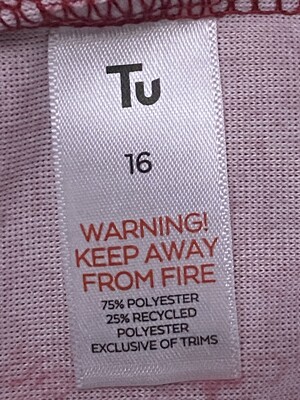 Tu
16
WARNING!
KEEP AWAY
FROM FIRE
75% POLYESTER
25% RECYCLED
POLYESTER
EXCLUSIVE OF TRIMS